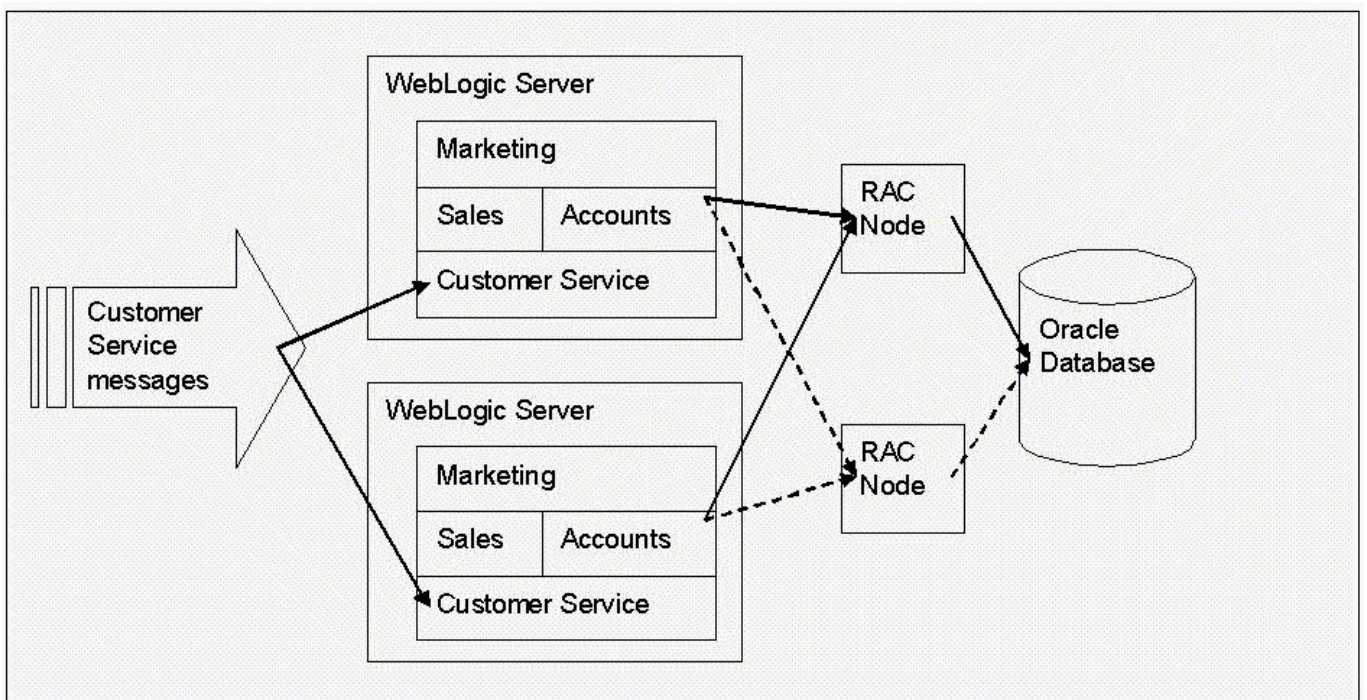 Customer
Service
messages
WebLogic Server
Marketing
Sales
Accounts
Customer Service
WebLogic Server
Marketing
Sales
Accounts
Customer Service
RAC
Node
RAC
Node
Oracle
Database